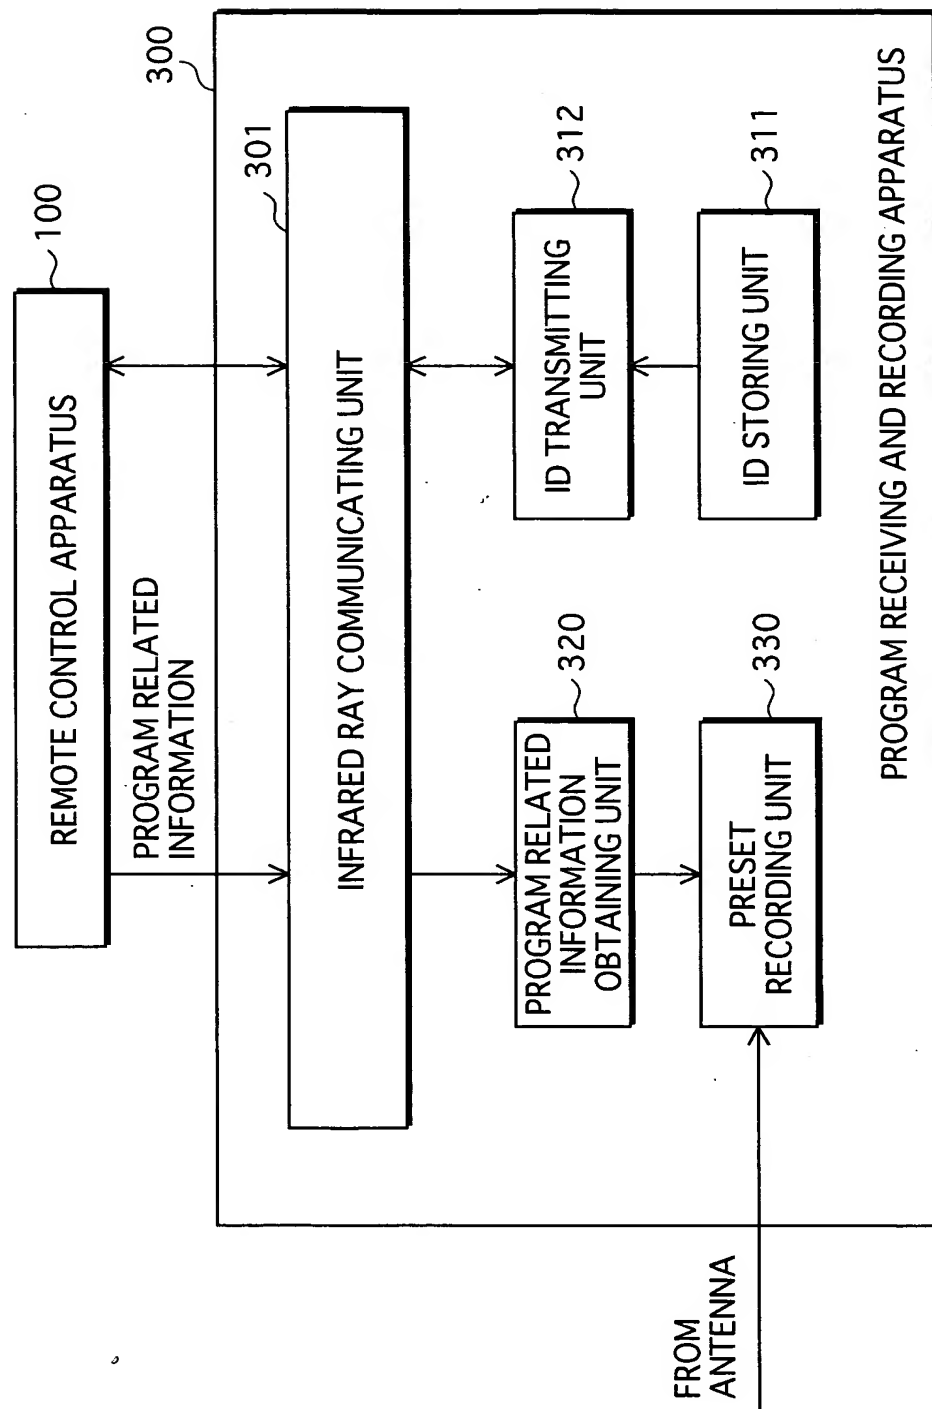 REMOTE CONTROL APPARATUS
100
PROGRAM RELATED
INFORMATION
300
301
INFRARED RAY COMMUNICATING UNIT
PROGRAM RELATED
INFORMATION
OBTAINING UNIT
320
ID TRANSMITTING
UNIT
312
PRESET
RECORDING UNIT
330
ID STORING UNIT
311
FROM
ANTENNA
PROGRAM RECEIVING AND RECORDING APPARATUS